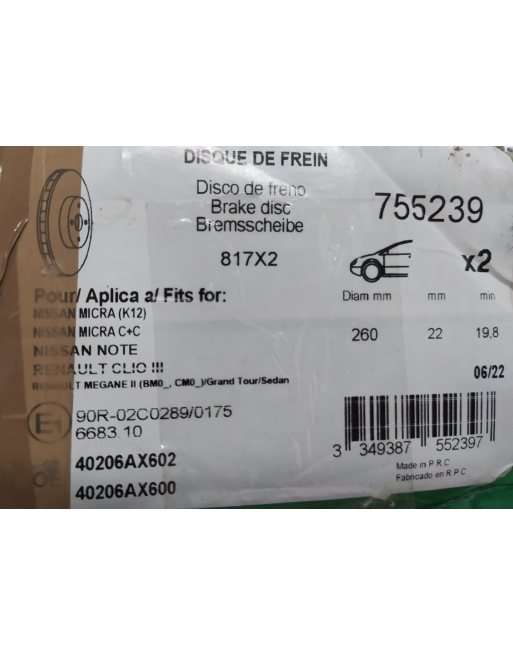 DISQUE DE FREIN
Disco de freno
Brake disc
Bremsscheibe
755239
817X2
x2
Pour/ Aplica a/ Fits for:
NISSAN MICRA (K12)
NISSAN MICRA C+C
NISSAN NOTE
RENAULT CLIO III
RENAULT MEGANE II (BM0_, CM0_)/Grand Tour/Sedan
Diam mm mm min
260 22 19,8
06/22
E1 90R-02C0289/0175
6683 10
OE 40206AX602
40206AX600
3 349387 552397
Made in P.R.C
Fabricado en R.P.C